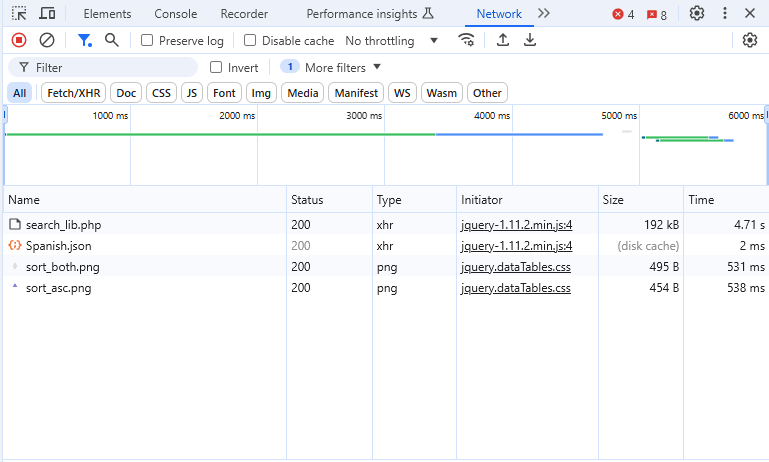 Elements Console Recorder Performance insights Network 4 8
Preserve log Disable cache No throttling
Filter Invert 1 More filters
All Fetch/XHR Doc CSS JS Font Img Media Manifest WS Wasm Other
1000 ms 2000 ms 3000 ms 4000 ms 5000 ms 6000 ms
Name Status Type Initiator Size Time
search_lib.php 200 xhr jquery-1.11.2.min.js:4 192 kB 4.71 s
Spanish.json 200 xhr jquery-1.11.2.min.js:4 (disk cache) 2 ms
sort_both.png 200 png jquery.dataTables.css 495 B 531 ms
sort_asc.png 200 png jquery.dataTables.css 454 B 538 ms